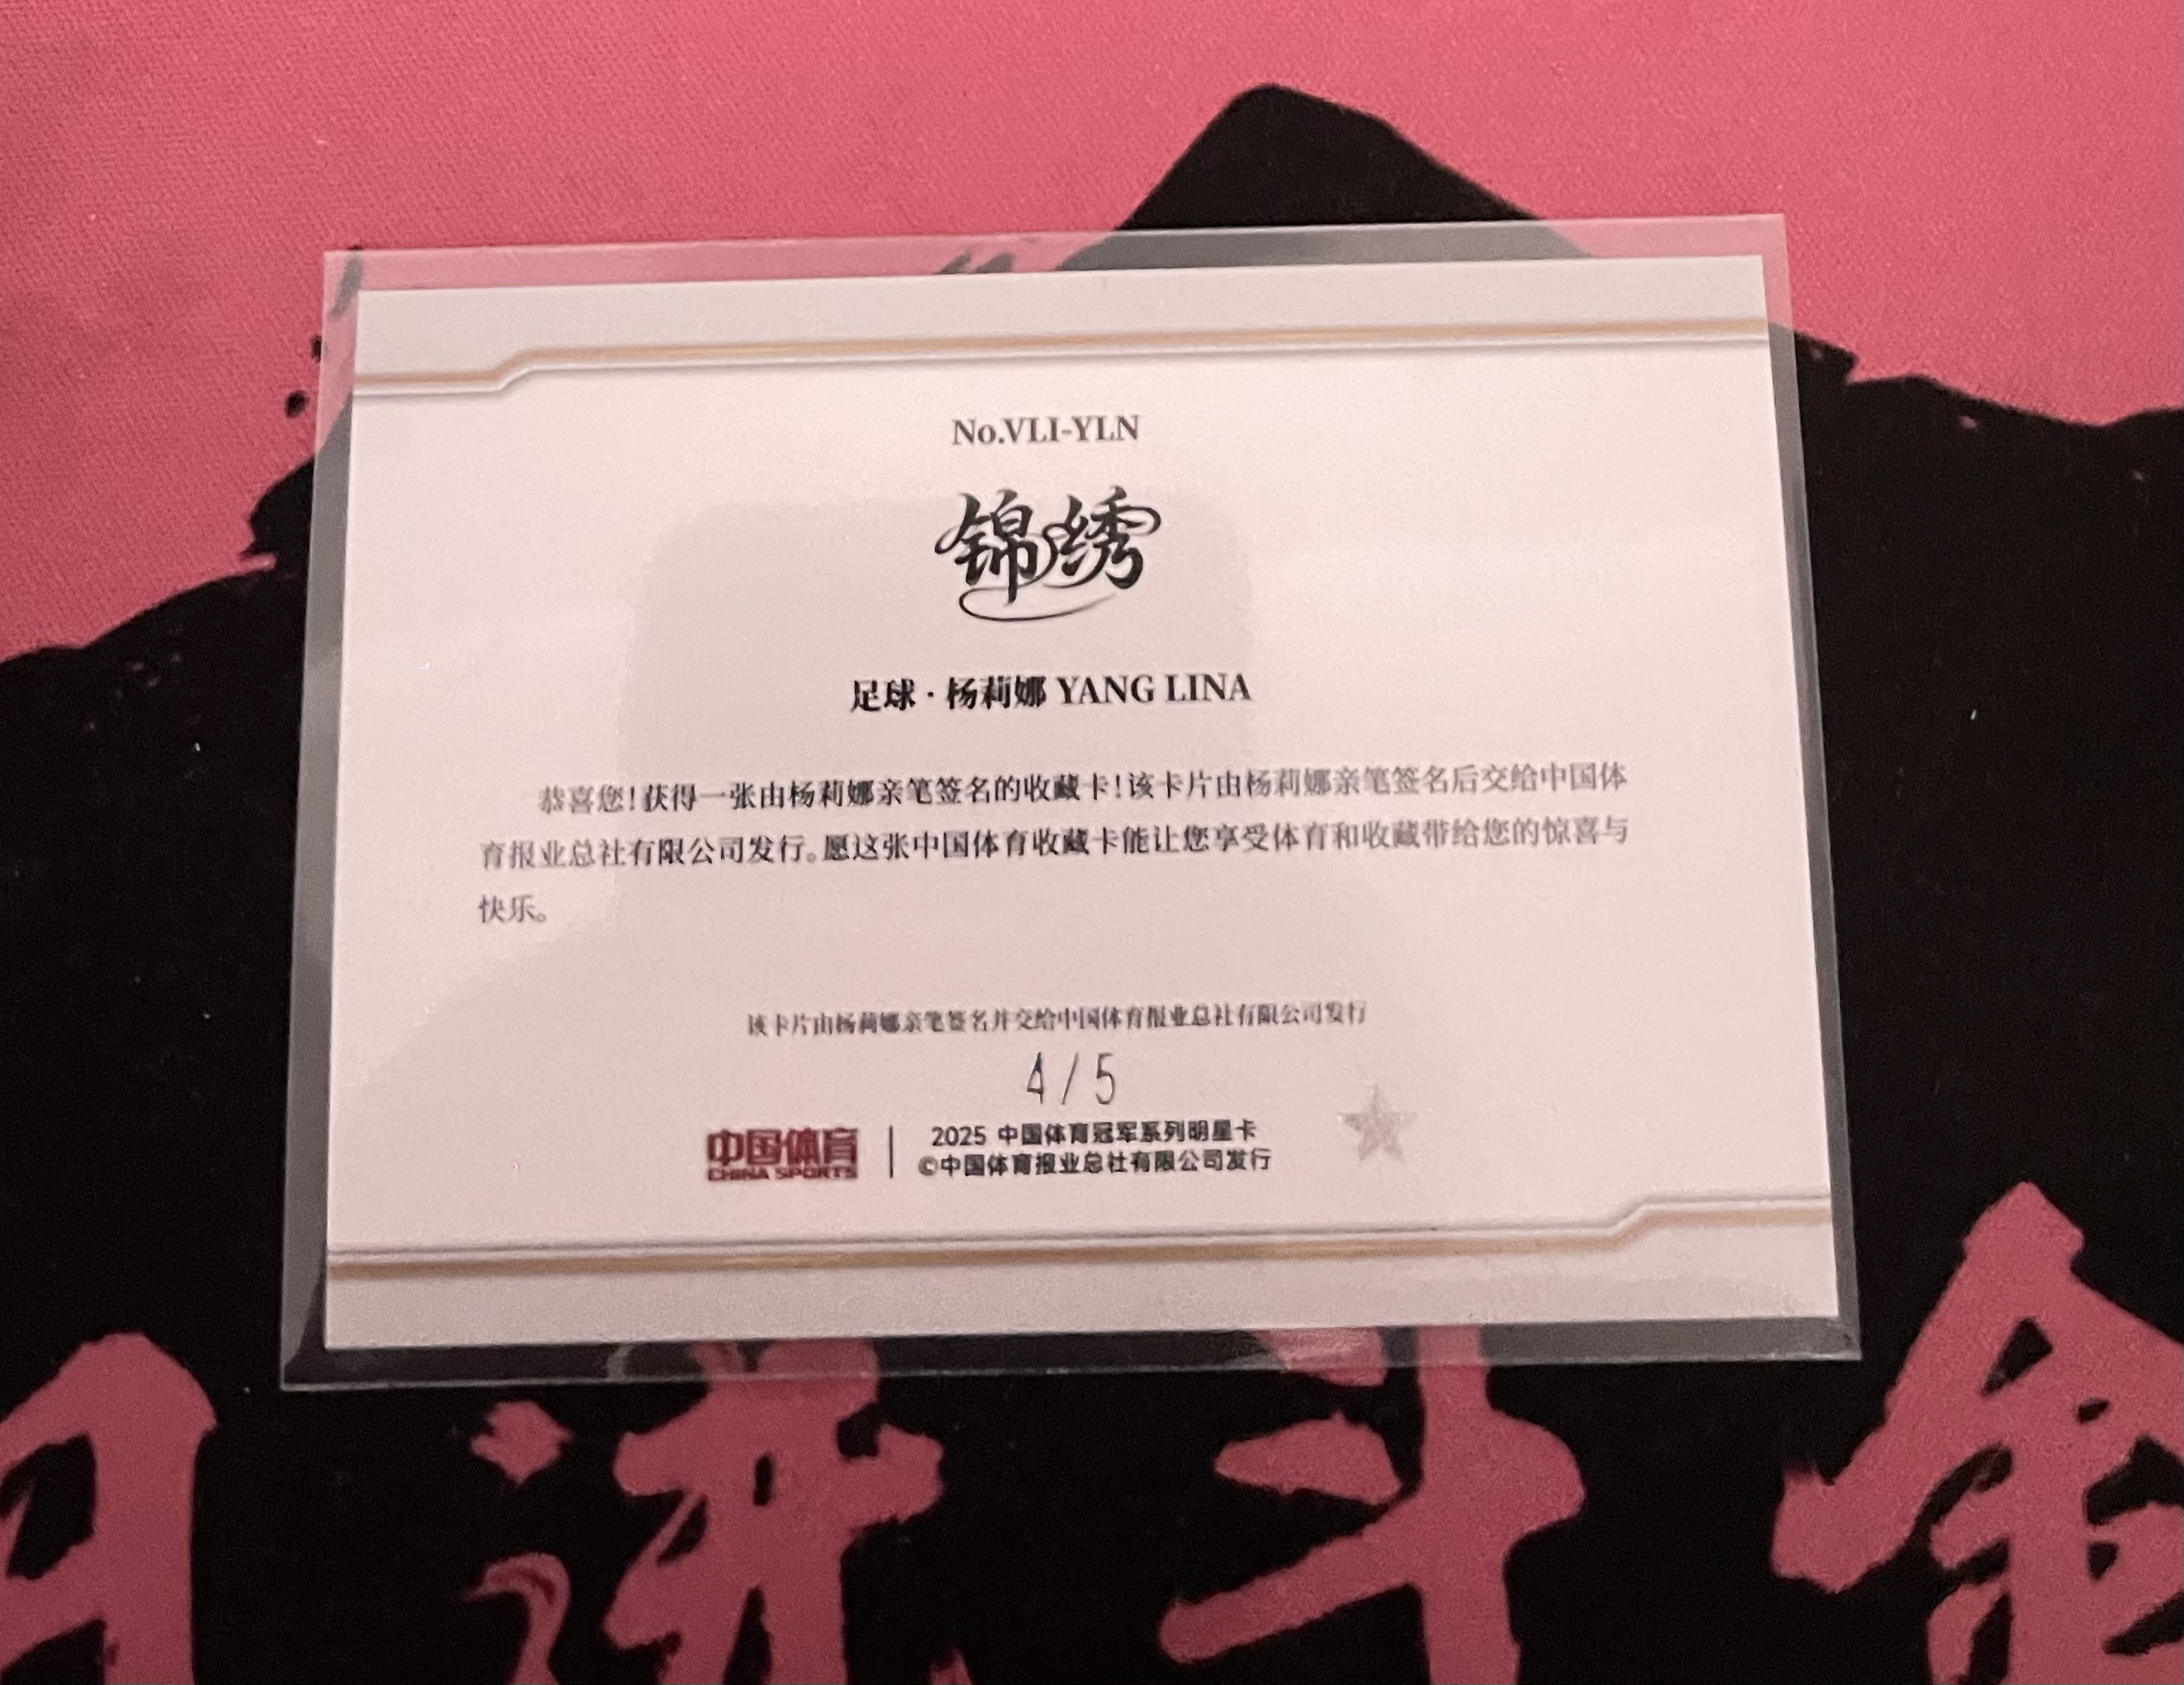 No.VLI-YLN
锦绣
足球·杨莉娜 YANG LINA
恭喜您!获得一张由杨莉娜亲笔签名的收藏卡!该卡片由杨莉娜亲笔签名后交给中国体
育报业总社有限公司发行。愿这张中国体育收藏卡能让您享受体育和收藏带给您的惊喜与
快乐。
该卡片由杨莉娜亲笔签名并交给中国体育报业总社有限公司发行
4/5
中国体育
CHINA SPORTS
2025 中国体育冠军系列明星卡
©中国体育报业总社有限公司发行
日进斗金